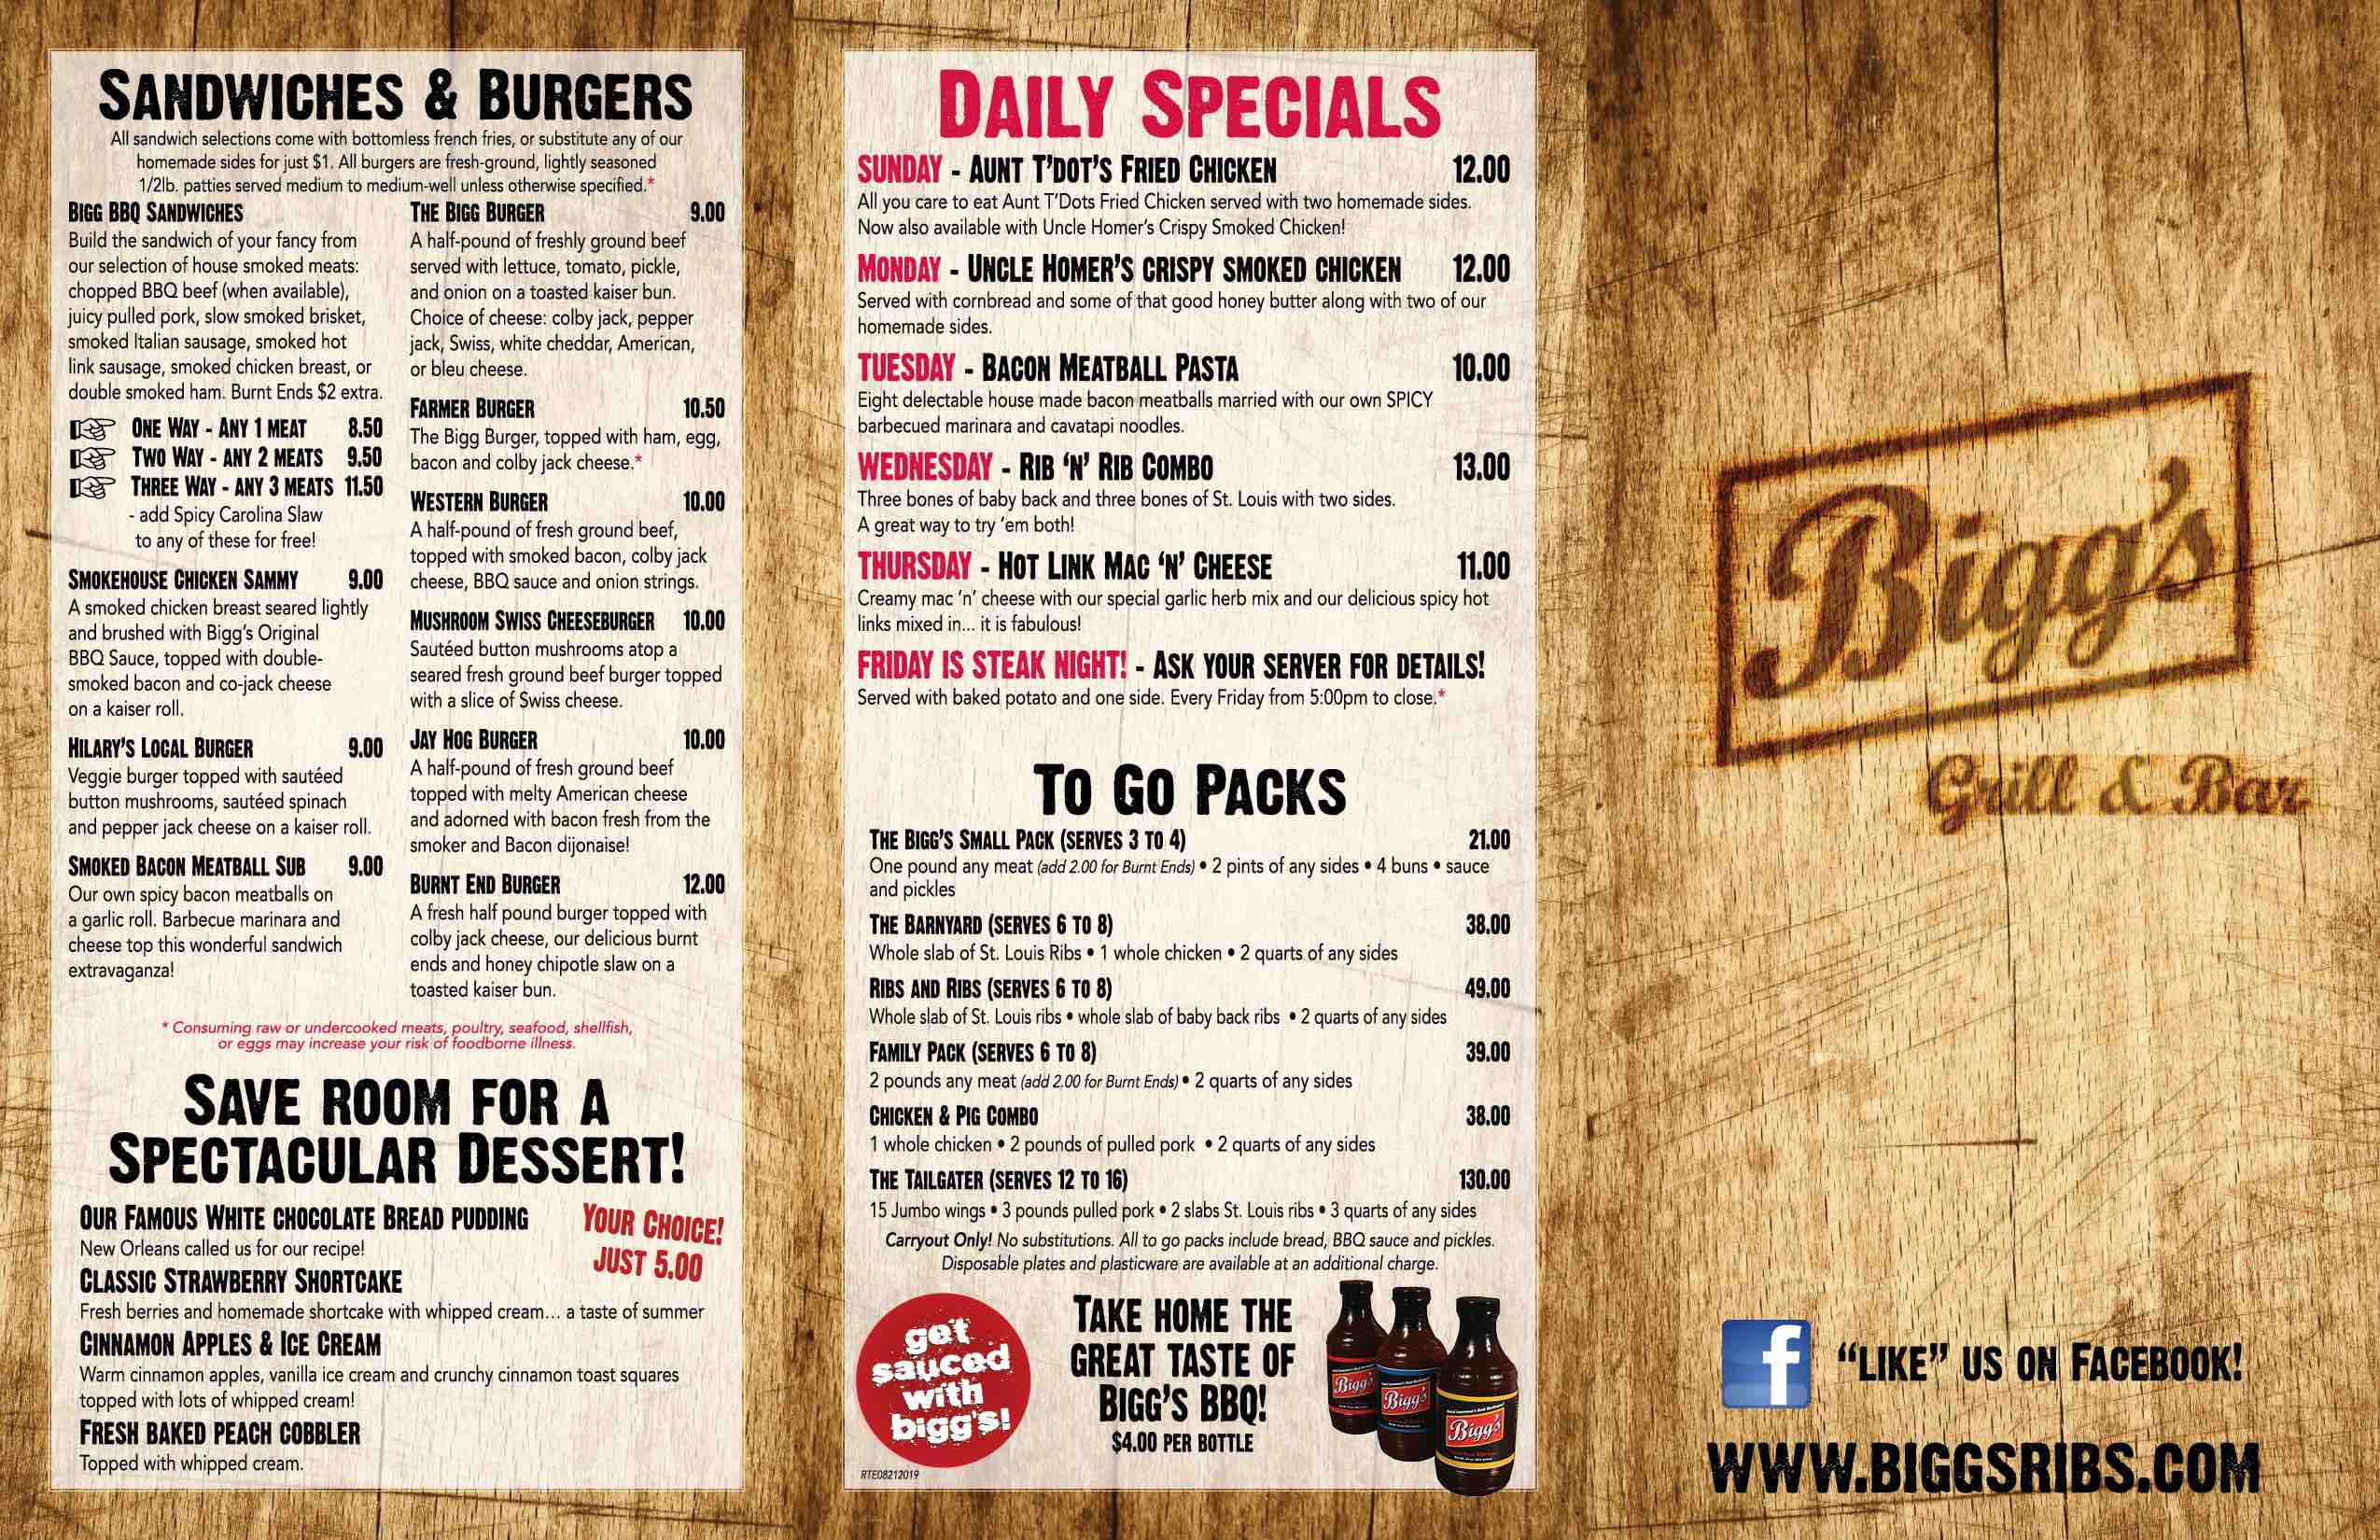 SANDWICHES & BURGERS
All sandwich selections come with bottomless french fries, or substitute any of our
homemade sides for just $1. All burgers are fresh-ground, lightly seasoned
1/2lb. patties served medium to medium-well unless otherwise specified.*
BIGG BBQ SANDWICHES
Build the sandwich of your fancy from
our selection of house smoked meats:
chopped BBQ beef (when available),
juicy pulled pork, slow smoked brisket,
smoked Italian sausage, smoked hot
link sausage, smoked chicken breast, or
double smoked ham. Burnt Ends $2 extra.
ONE WAY - ANY 1 MEAT 8.50
TWO WAY - ANY 2 MEATS 9.50
THREE WAY - ANY 3 MEATS 11.50
- add Spicy Carolina Slaw
to any of these for free!
SMOKEHOUSE CHICKEN SAMMY 9.00
A smoked chicken breast seared lightly
and brushed with Bigg's Original
BBQ Sauce, topped with double-
smoked bacon and co-jack cheese
on a kaiser roll.
HILARY'S LOCAL BURGER 9.00
Veggie burger topped with sautéed
button mushrooms, sautéed spinach
and pepper jack cheese on a kaiser roll.
SMOKED BACON MEATBALL SUB 9.00
Our own spicy bacon meatballs on
a garlic roll. Barbecue marinara and
cheese top this wonderful sandwich
extravaganza!
THE BIGG BURGER 9.00
A half-pound of freshly ground beef
served with lettuce, tomato, pickle,
and onion on a toasted kaiser bun.
Choice of cheese: colby jack, pepper
jack, Swiss, white cheddar, American,
or bleu cheese.
FARMER BURGER 10.50
The Bigg Burger, topped with ham, egg,
bacon and colby jack cheese.*
WESTERN BURGER 10.00
A half-pound of fresh ground beef,
topped with smoked bacon, colby jack
cheese, BBQ sauce and onion strings.
MUSHROOM SWISS CHEESEBURGER 10.00
Sautéed button mushrooms atop a
seared fresh ground beef burger topped
with a slice of Swiss cheese.
JAY HOG BURGER 10.00
A half-pound of fresh ground beef
topped with melty American cheese
and adorned with bacon fresh from the
smoker and Bacon dijonaise!
BURNT END BURGER 12.00
A fresh half pound burger topped with
colby jack cheese, our delicious burnt
ends and honey chipotle slaw on a
toasted kaiser bun.
* Consuming raw or undercooked meats, poultry, seafood, shellfish,
or eggs may increase your risk of foodborne illness.
SAVE ROOM FOR A
SPECTACULAR DESSERT!
OUR FAMOUS WHITE CHOCOLATE BREAD PUDDING
New Orleans called us for our recipe!
YOUR CHOICE!
JUST 5.00
CLASSIC STRAWBERRY SHORTCAKE
Fresh berries and homemade shortcake with whipped cream... a taste of summer
CINNAMON APPLES & ICE CREAM
Warm cinnamon apples, vanilla ice cream and crunchy cinnamon toast squares
topped with lots of whipped cream!
FRESH BAKED PEACH COBBLER
Topped with whipped cream.
DAILY SPECIALS
SUNDAY - AUNT T'DOT'S FRIED CHICKEN 12.00
All you care to eat Aunt T'Dots Fried Chicken served with two homemade sides.
Now also available with Uncle Homer's Crispy Smoked Chicken!
MONDAY - UNCLE HOMER'S CRISPY SMOKED CHICKEN 12.00
Served with cornbread and some of that good honey butter along with two of our
homemade sides.
TUESDAY - BACON MEATBALL PASTA 10.00
Eight delectable house made bacon meatballs married with our own SPICY
barbecued marinara and cavatapi noodles.
WEDNESDAY - RIB 'N' RIB COMBO 13.00
Three bones of baby back and three bones of St. Louis with two sides.
A great way to try 'em both!
THURSDAY - HOT LINK MAC 'N' CHEESE 11.00
Creamy mac 'n' cheese with our special garlic herb mix and our delicious spicy hot
links mixed in... it is fabulous!
FRIDAY IS STEAK NIGHT! - ASK YOUR SERVER FOR DETAILS!
Served with baked potato and one side. Every Friday from 5:00pm to close.*
TO GO PACKS
THE BIGG'S SMALL PACK (SERVES 3 TO 4) 21.00
One pound any meat (add 2.00 for Burnt Ends) • 2 pints of any sides • 4 buns • sauce
and pickles
THE BARNYARD (SERVES 6 TO 8) 38.00
Whole slab of St. Louis Ribs • 1 whole chicken • 2 quarts of any sides
RIBS AND RIBS (SERVES 6 TO 8) 49.00
Whole slab of St. Louis ribs • whole slab of baby back ribs • 2 quarts of any sides
FAMILY PACK (SERVES 6 TO 8) 39.00
2 pounds any meat (add 2.00 for Burnt Ends) • 2 quarts of any sides
CHICKEN & PIG COMBO 38.00
1 whole chicken • 2 pounds of pulled pork • 2 quarts of any sides
THE TAILGATER (SERVES 12 TO 16) 130.00
15 Jumbo wings • 3 pounds pulled pork • 2 slabs St. Louis ribs • 3 quarts of any sides
Carryout Only! No substitutions. All to go packs include bread, BBQ sauce and pickles.
Disposable plates and plasticware are available at an additional charge.
get
sauced
with
bigg's!
TAKE HOME THE
GREAT TASTE OF
BIGG'S BBQ!
$4.00 PER BOTTLE
Bigg's
Bigg's
Bigg's
RTE08212019
Bigg's
Grill & Bar
f
"LIKE" US ON FACEBOOK!
WWW.BIGGSRIBS.COM